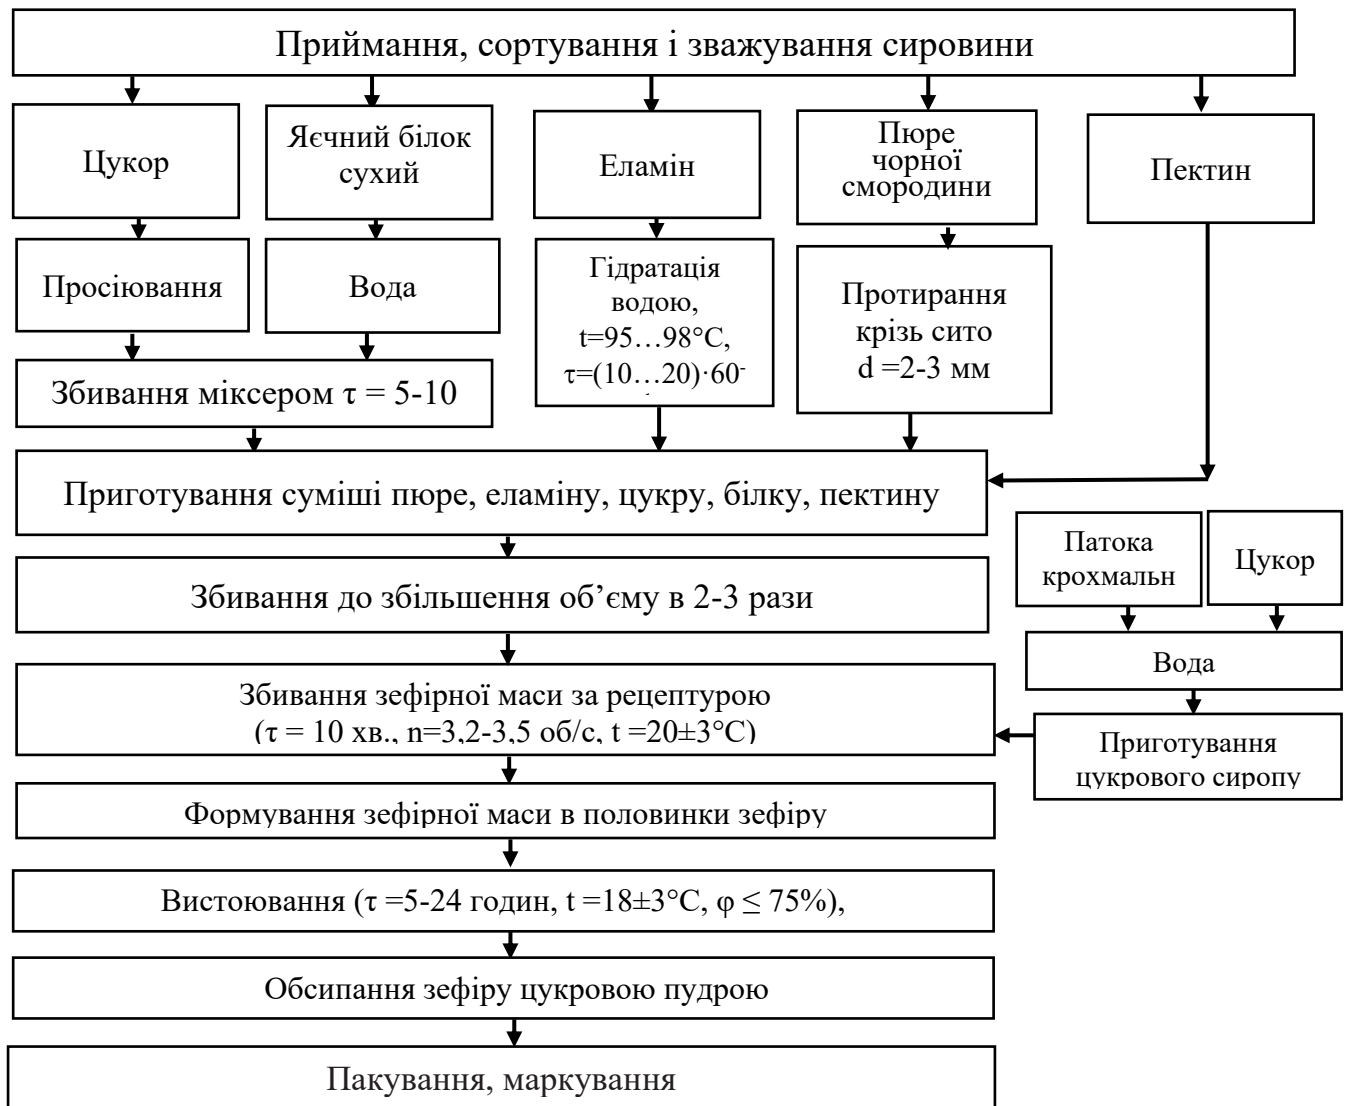 Приймання, сортування і зважування сировини
Цукор
Яєчний білок
сухий
Еламін
Пюре
чорної
смородини
Пектин
Просіювання
Вода
Гідратація
водою,
t=95…98°С,
τ=(10…20)·60-
Протирання
крізь сито
d =2-3 мм
Збивання міксером τ = 5-10
Приготування суміші пюре, еламіну, цукру, білку, пектину
Патока
крохмальн
Цукор
Збивання до збільшення об’єму в 2-3 рази
Вода
Збивання зефірної маси за рецептурою
(τ = 10 хв., n=3,2-3,5 об/с, t =20±3°С)
Приготування
цукрового сиропу
Формування зефірної маси в половинки зефіру
Вистоювання (τ =5-24 годин, t =18±3°С, φ ≤ 75%),
Обсипання зефіру цукровою пудрою
Пакування, маркування